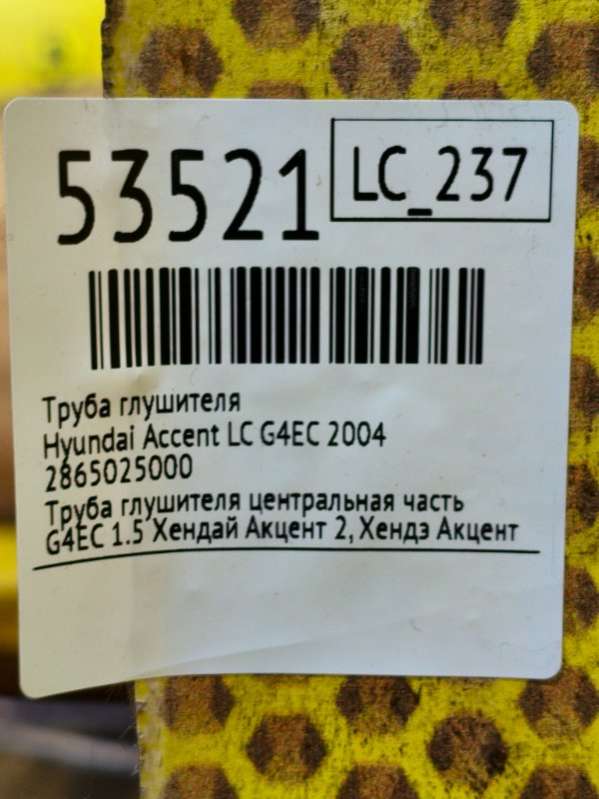 53521
LC_237
Труба глушителя
Hyundai Accent LC G4EC 2004
2865025000
Труба глушителя центральная часть
G4EC 1.5 Хендай Акцент 2, Хендэ Акцент